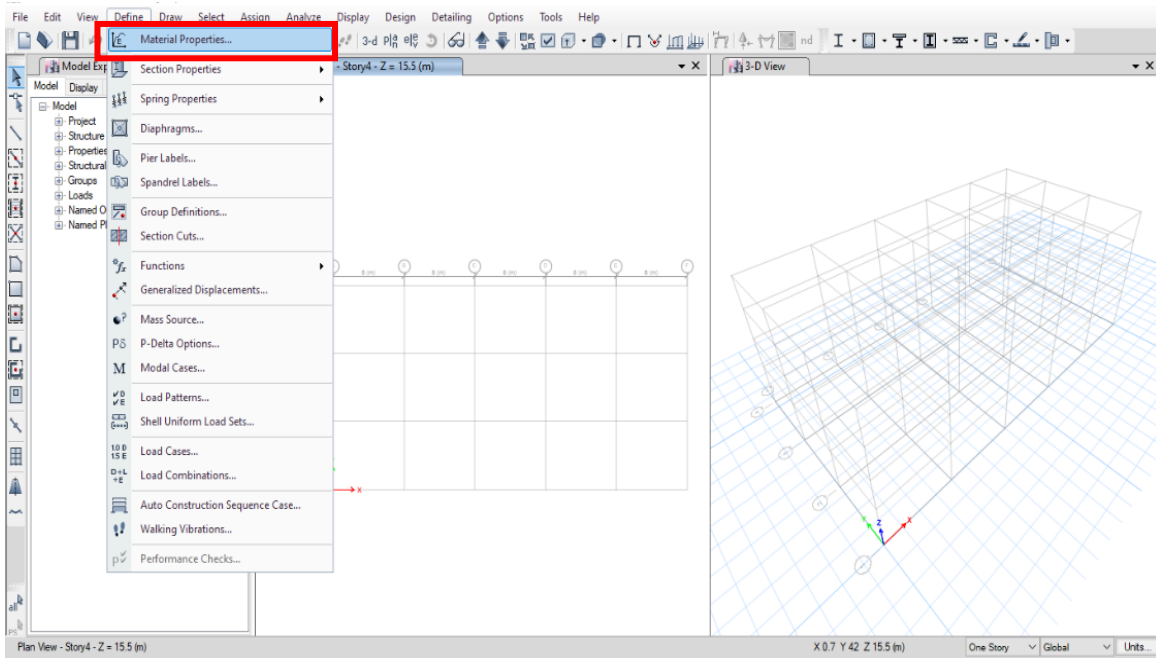 File Edit View Define Draw Select Assign Analyze Display Design Detailing Options Tools Help
3-d nd
Material Properties...
Section Properties
Spring Properties
Diaphragms...
Pier Labels...
Spandrel Labels...
Group Definitions...
Section Cuts...
Functions
Generalized Displacements...
Mass Source...
Pδ P-Delta Options...
M Modal Cases...
Load Patterns...
Shell Uniform Load Sets...
Load Cases...
Load Combinations...
Auto Construction Sequence Case...
Walking Vibrations...
Performance Checks...
Model Exp
Model Display
Model
Project
Structure
Properties
Structural
Groups
Loads
Named O
Named Pl
- Story4 - Z = 15.5 (m)
X
3-D View
X
Y
Z
X
all
Plan View - Story4 - Z = 15.5 (m) X 0.7 Y 42 Z 15.5 (m) One Story Global Units...